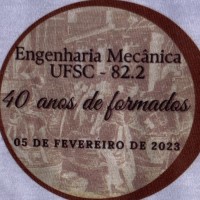 Engenharia Mecânica
UFSC - 82.2
40 anos de formados
05 DE FEVEREIRO DE 2023